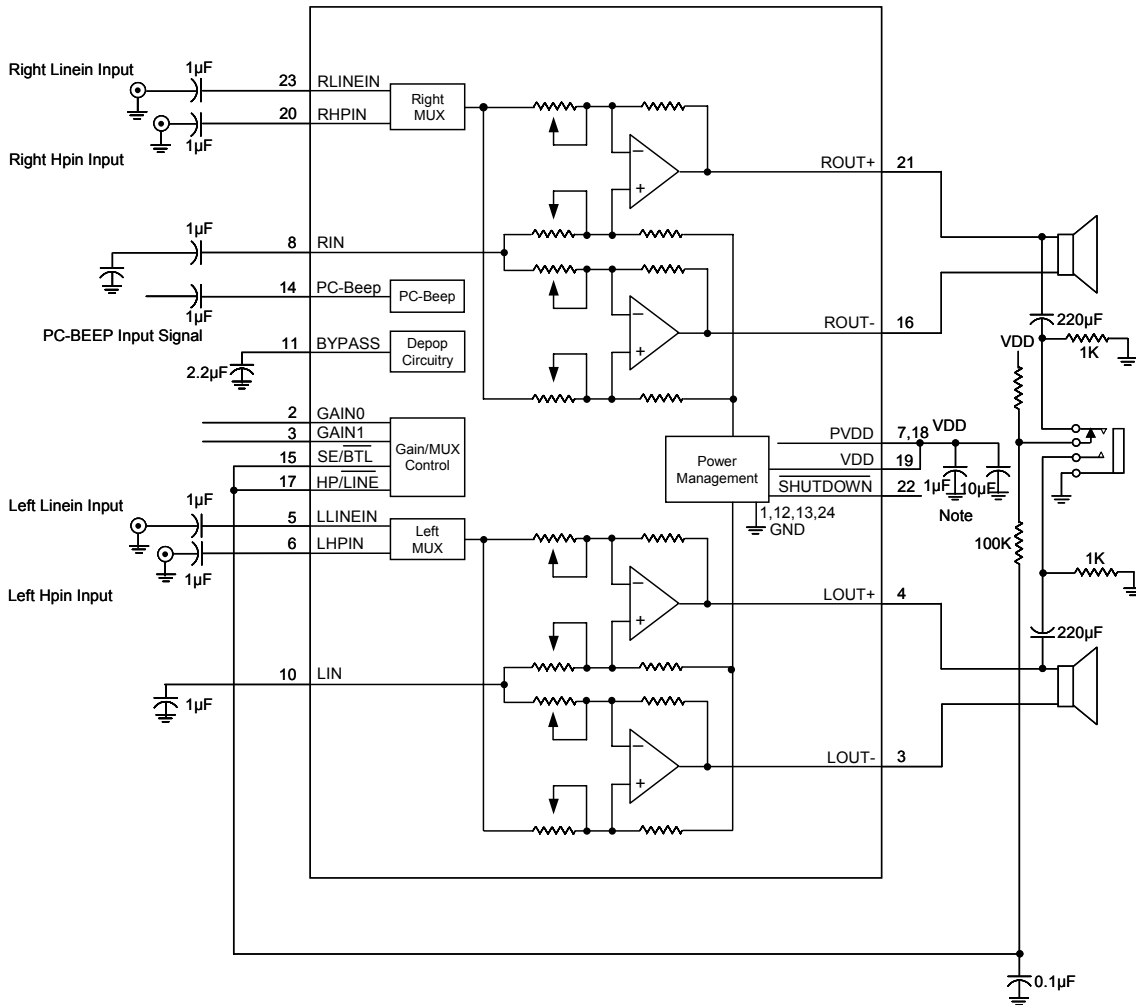 Right Linein Input
1µF
23
RLINEIN
Right
MUX
20
RHPIN
1µF
Right Hpin Input
ROUT+
21
1µF
8
RIN
14
PC-Beep
PC-Beep
1µF
PC-BEEP Input Signal
ROUT-
16
220µF
VDD
1K
11
BYPASS
Depop
Circuitry
2.2µF
2
GAIN0
3
GAIN1
15
SE/BTL
17
HP/LINE
Gain/MUX
Control
Power
Management
PVDD
7,18
VDD
VDD
19
SHUTDOWN
22
1µF
10µF
Note
1,12,13,24
GND
100K
Left Linein Input
1µF
5
LLINEIN
Left
MUX
6
LHPIN
1µF
Left Hpin Input
1K
LOUT+
4
220µF
10
LIN
1µF
LOUT-
3
0.1µF